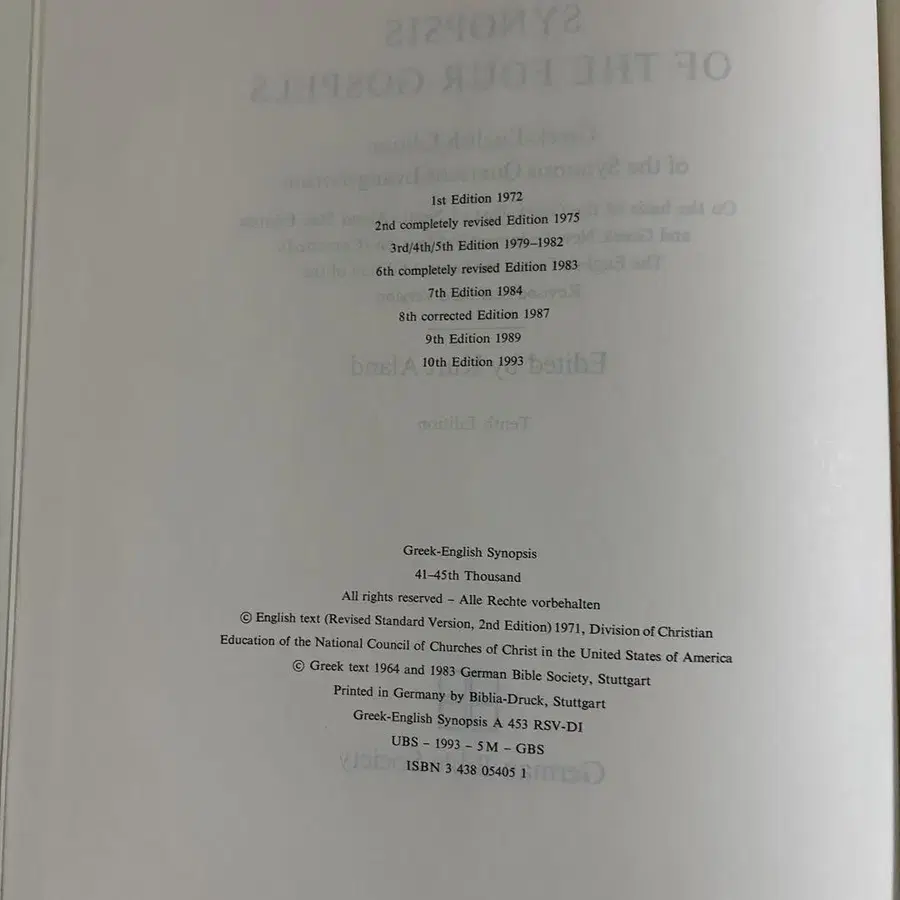 1st Edition 1972
2nd completely revised Edition 1975
3rd/4th/5th Edition 1979–1982
6th completely revised Edition 1983
7th Edition 1984
8th corrected Edition 1987
9th Edition 1989
10th Edition 1993
Greek-English Synopsis
41–45th Thousand
All rights reserved – Alle Rechte vorbehalten
© English text (Revised Standard Version, 2nd Edition) 1971, Division of Christian
Education of the National Council of Churches of Christ in the United States of America
© Greek text 1964 and 1983 German Bible Society, Stuttgart
Printed in Germany by Biblia-Druck, Stuttgart
Greek-English Synopsis A 453 RSV-DI
UBS – 1993 – 5 M – GBS
ISBN 3 438 05405 1